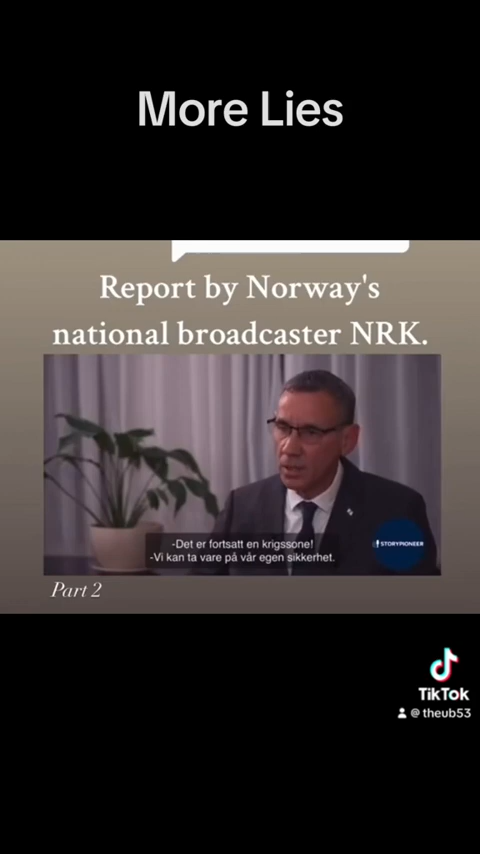 More Lies
Report by Norway's
national broadcaster NRK.
-Det er fortsatt en krigssone!
-Vi kan ta vare på vår egen sikkerhet.
STORYPIONEER
Part 2
TikTok
@theub53